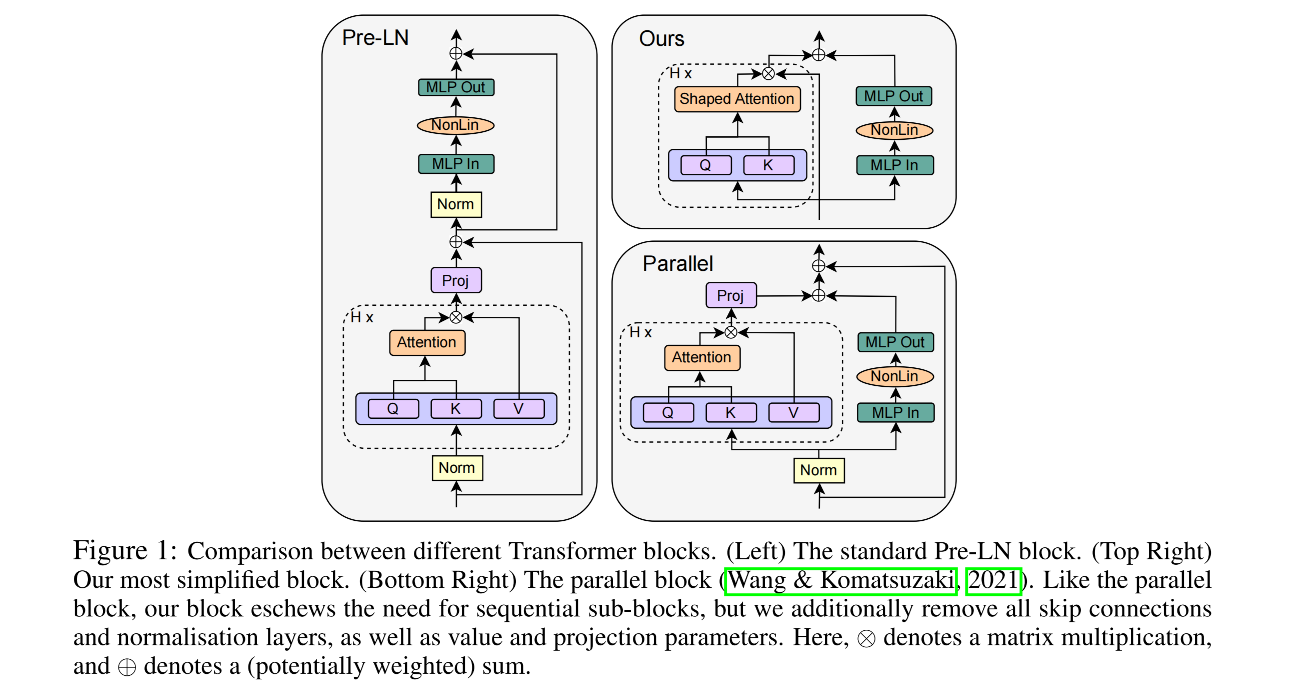 Pre-LN
MLP Out
NonLin
MLP In
Norm
Proj
H x
Attention
Q K V
Norm
Ours
H x
Shaped Attention
Q K
MLP Out
NonLin
MLP In
Parallel
Proj
H x
Attention
Q K V
MLP Out
NonLin
MLP In
Norm
Figure 1: Comparison between different Transformer blocks. (Left) The standard Pre-LN block. (Top Right)
Our most simplified block. (Bottom Right) The parallel block (Wang & Komatsuzaki, 2021). Like the parallel
block, our block eschews the need for sequential sub-blocks, but we additionally remove all skip connections
and normalisation layers, as well as value and projection parameters. Here, ⊗ denotes a matrix multiplication,
and ⊕ denotes a (potentially weighted) sum.